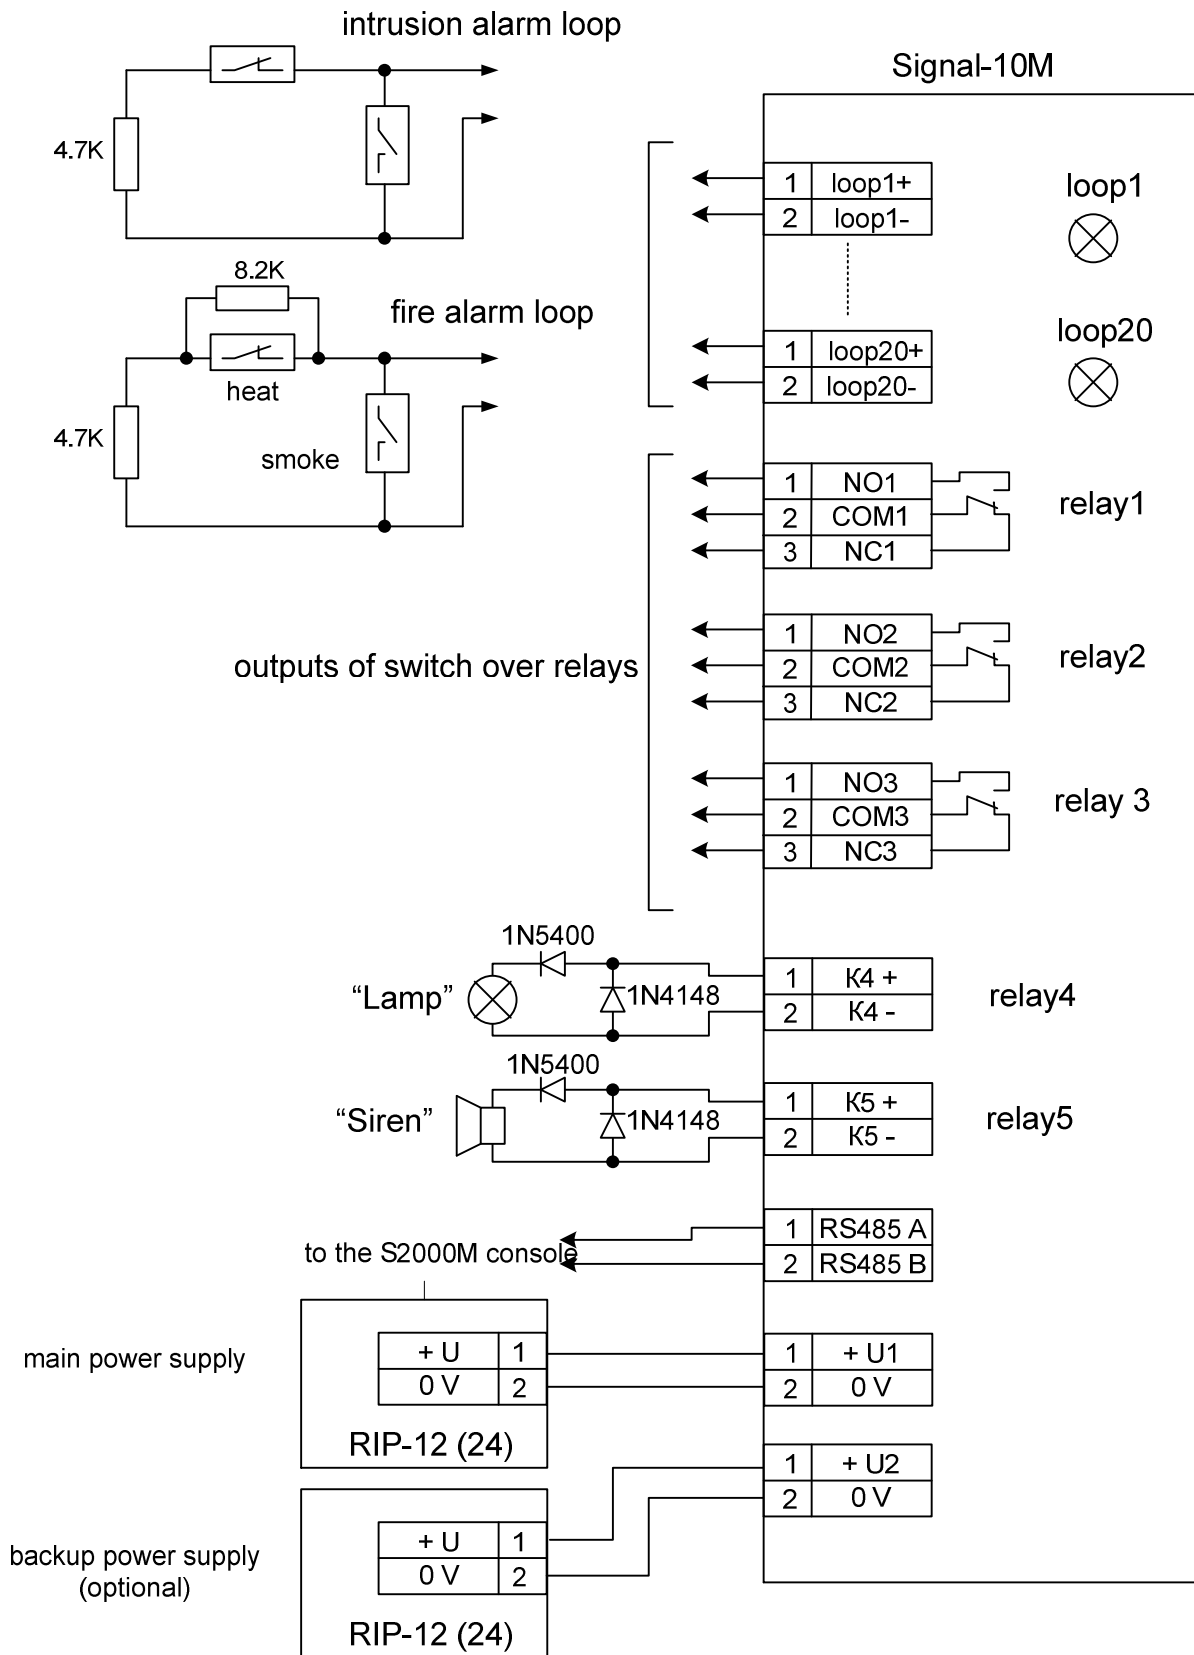 intrusion alarm loop
4.7K
8.2K
fire alarm loop
heat
4.7K
smoke
Signal-10M
1 loop1+
2 loop1-
loop1
1 loop20+
2 loop20-
loop20
outputs of switch over relays
1 NO1
2 COM1
3 NC1
relay1
1 NO2
2 COM2
3 NC2
relay2
1 NO3
2 COM3
3 NC3
relay 3
1N5400
“Lamp”
1N4148
1 K4 +
2 K4 -
relay4
1N5400
“Siren”
1N4148
1 K5 +
2 K5 -
relay5
to the S2000M console
1 RS485 A
2 RS485 B
main power supply
+ U 1
0 V 2
RIP-12 (24)
1 + U1
2 0 V
backup power supply
(optional)
+ U 1
0 V 2
RIP-12 (24)
1 + U2
2 0 V